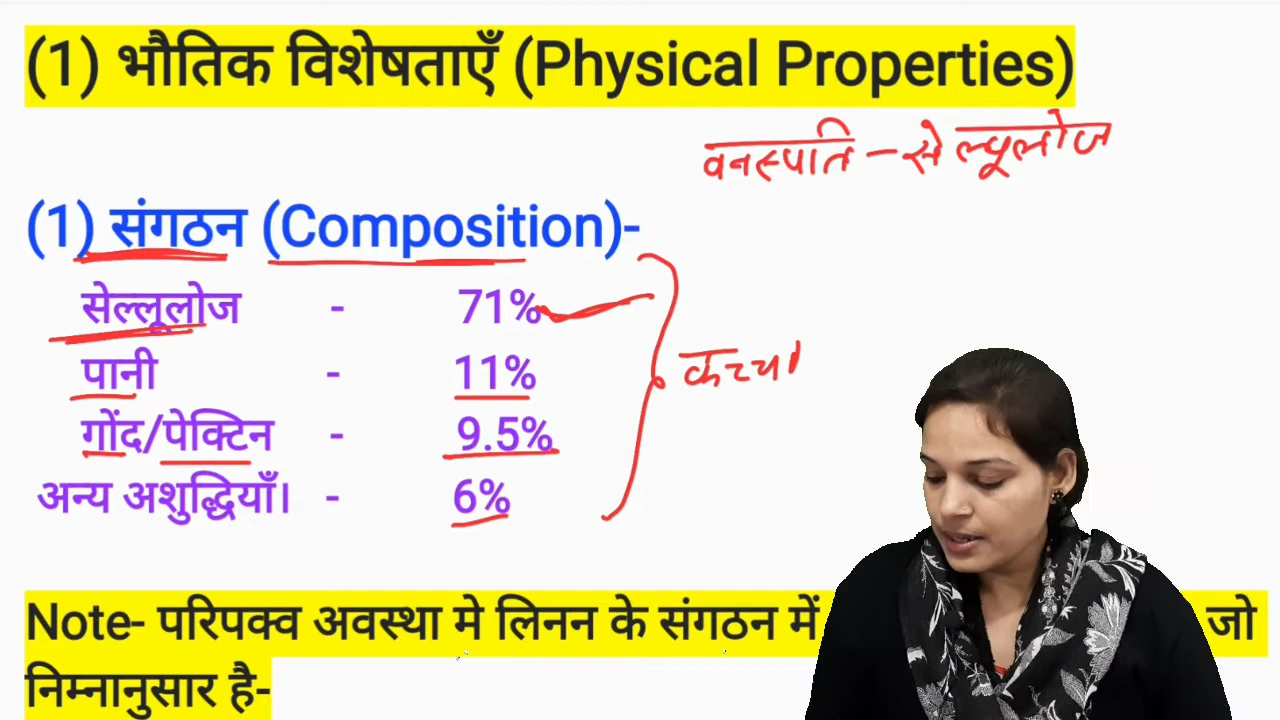 (1) भौतिक विशेषताएँ (Physical Properties)
वनस्पति - सेल्यूलोज
(1) संगठन (Composition)-
सेल्लूलोज - 71%
पानी - 11%
गोंद/पेक्टिन - 9.5%
अन्य अशुद्धियाँ। - 6%
कच्चा
Note- परिपक्व अवस्था मे लिनन के संगठन में जो
निम्नानुसार है-